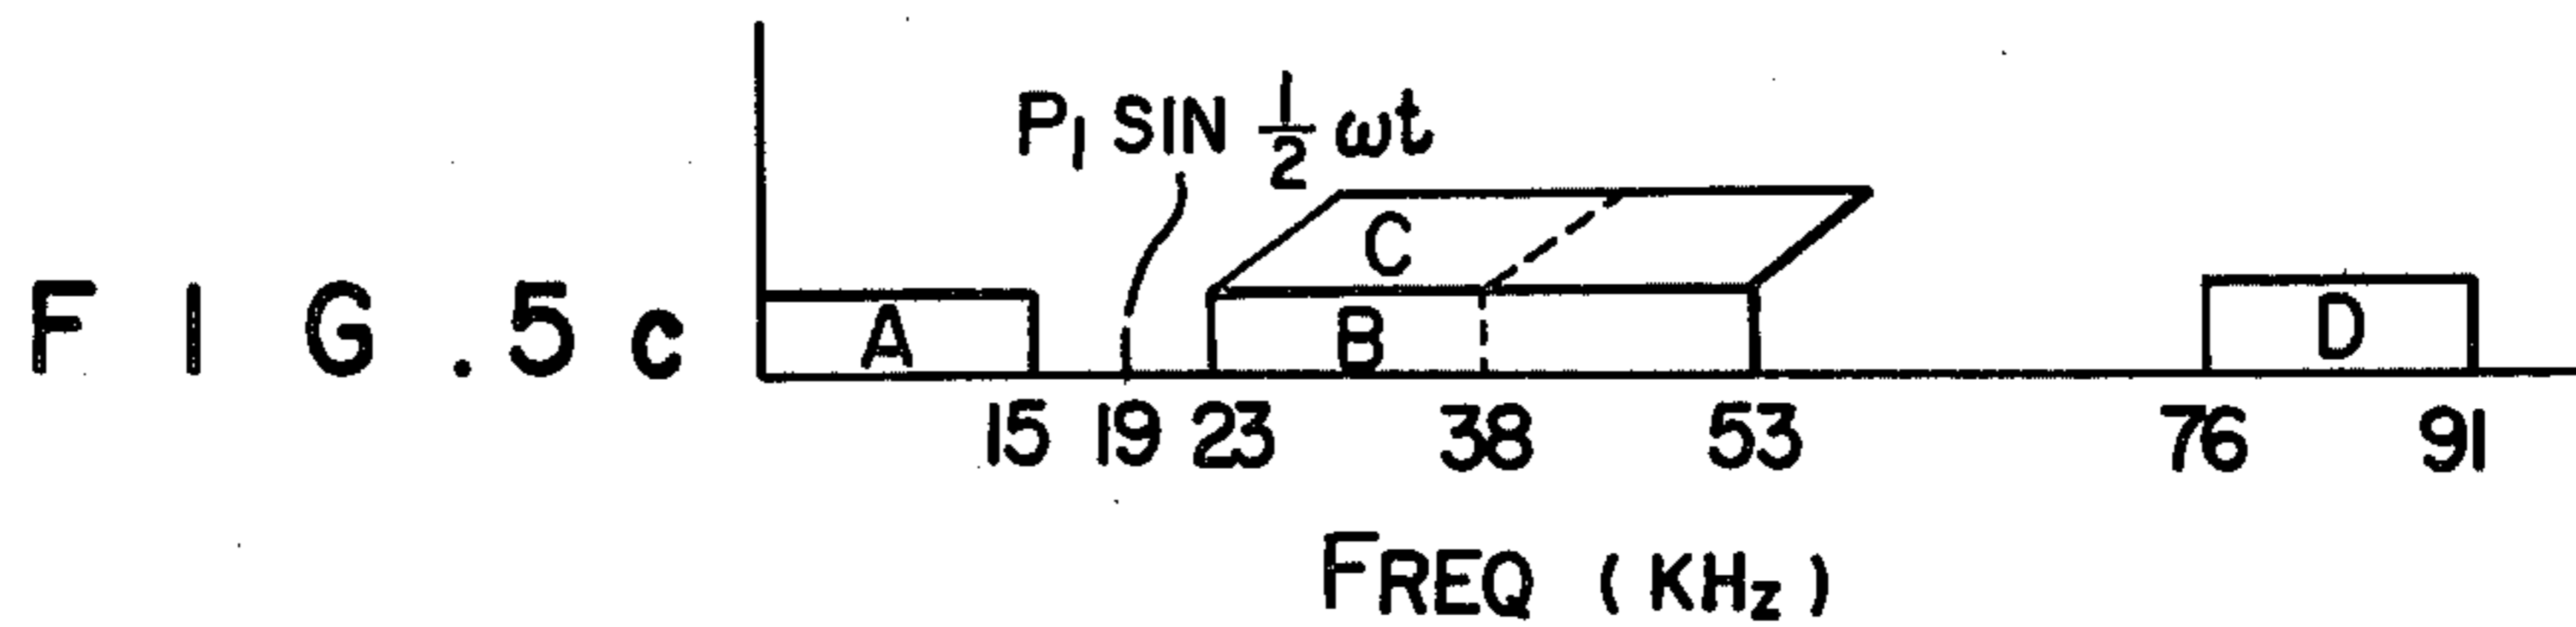 P₁ SIN ½ ωt
C
FIG.5c
A
B
D
15 19 23 38 53 76 91
FREQ (KHz)